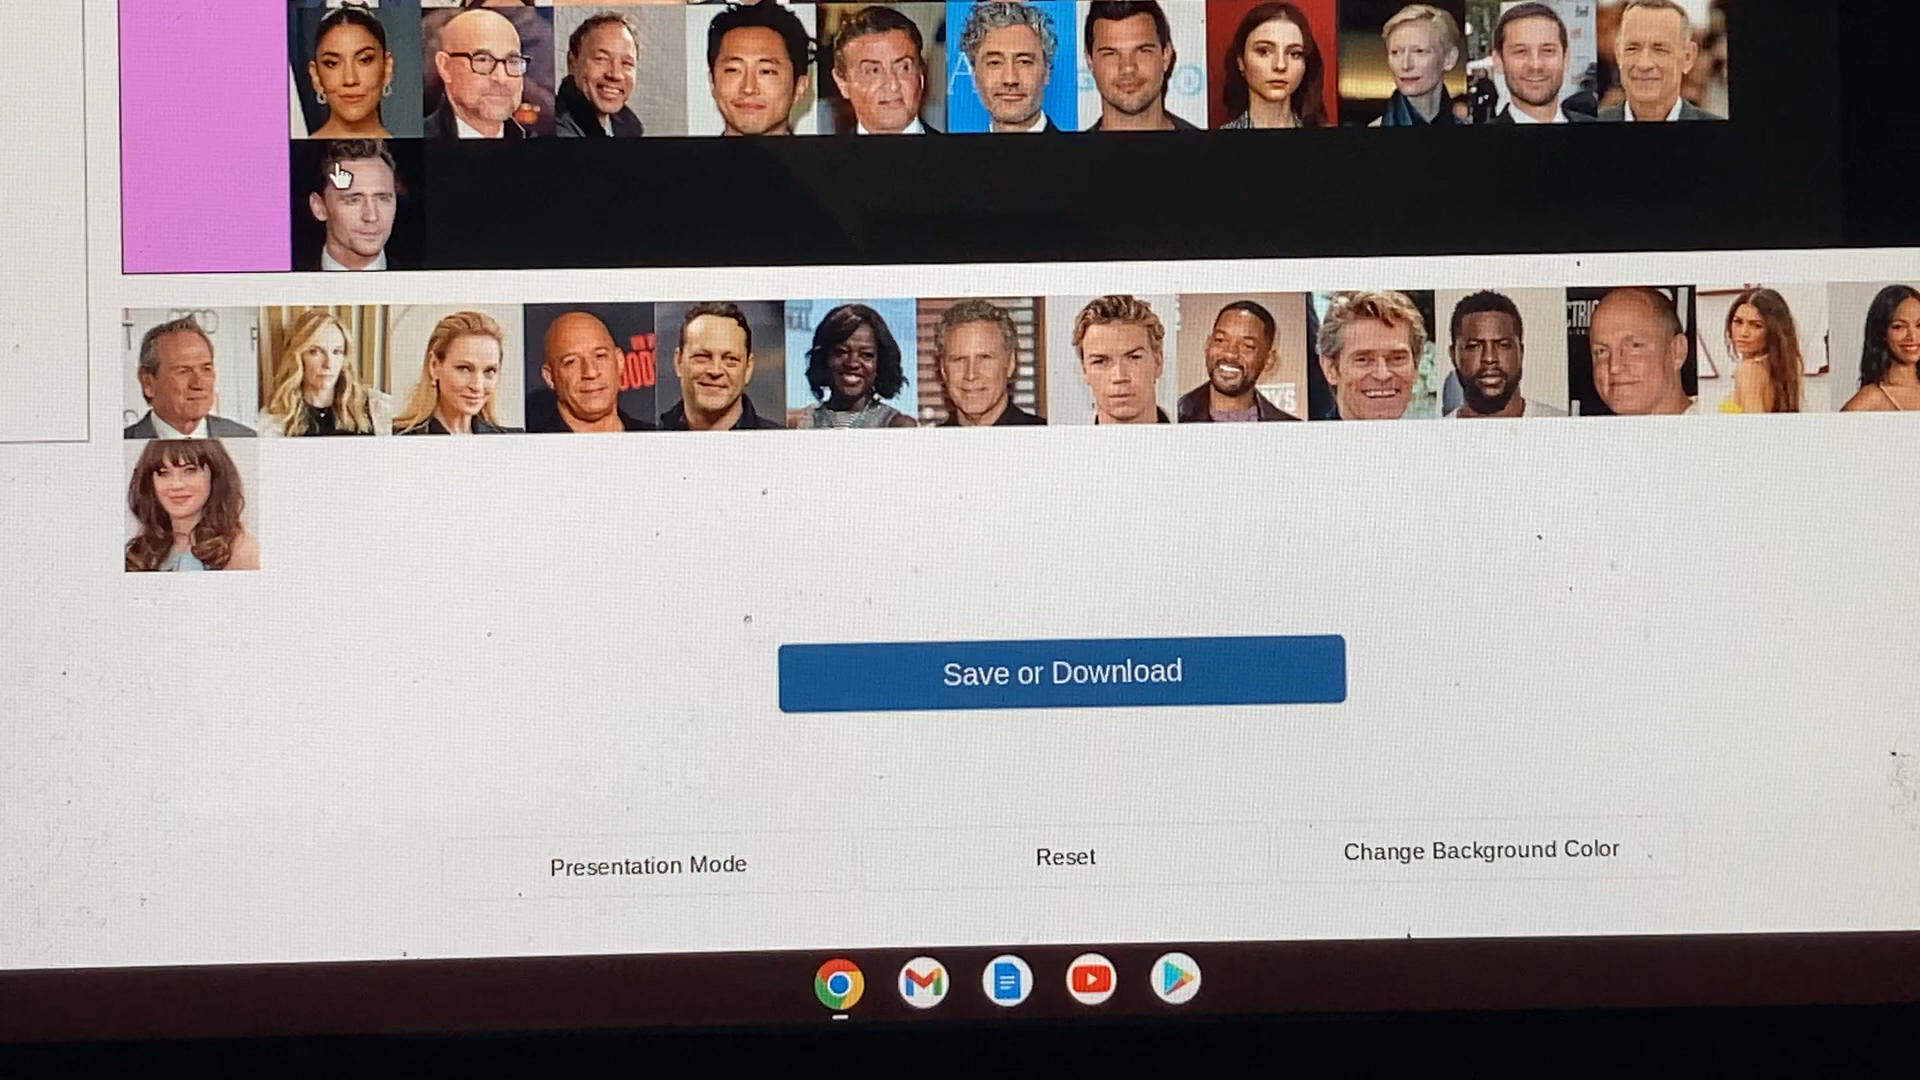 Save or Download
Presentation Mode
Reset
Change Background Color